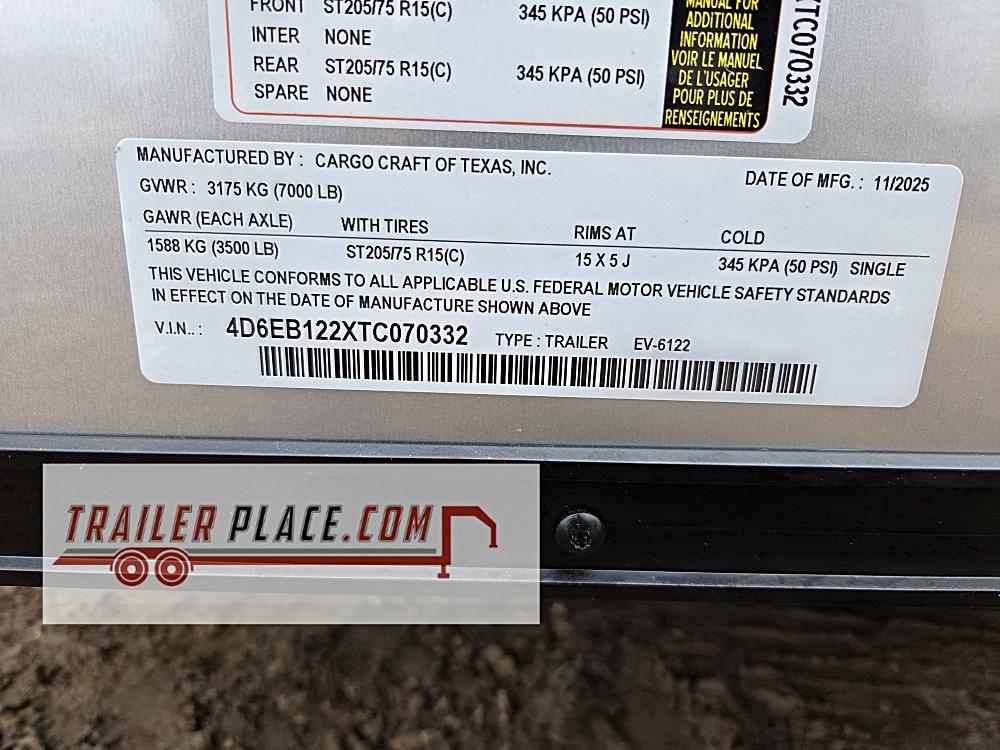 FRONT ST205/75 R15(C) 345 KPA (50 PSI)
INTER NONE
REAR ST205/75 R15(C) 345 KPA (50 PSI)
SPARE NONE
MANUAL FOR
ADDITIONAL
INFORMATION
VOIR LE MANUEL
DE L'USAGER
POUR PLUS DE
RENSEIGNEMENTS
XTC070332
MANUFACTURED BY : CARGO CRAFT OF TEXAS, INC. DATE OF MFG. : 11/2025
GVWR : 3175 KG (7000 LB)
GAWR (EACH AXLE) WITH TIRES RIMS AT COLD
1588 KG (3500 LB) ST205/75 R15(C) 15 X 5 J 345 KPA (50 PSI) SINGLE
THIS VEHICLE CONFORMS TO ALL APPLICABLE U.S. FEDERAL MOTOR VEHICLE SAFETY STANDARDS
IN EFFECT ON THE DATE OF MANUFACTURE SHOWN ABOVE
V.I.N.. : 4D6EB122XTC070332 TYPE : TRAILER EV-6122
TRAILER PLACE.COM